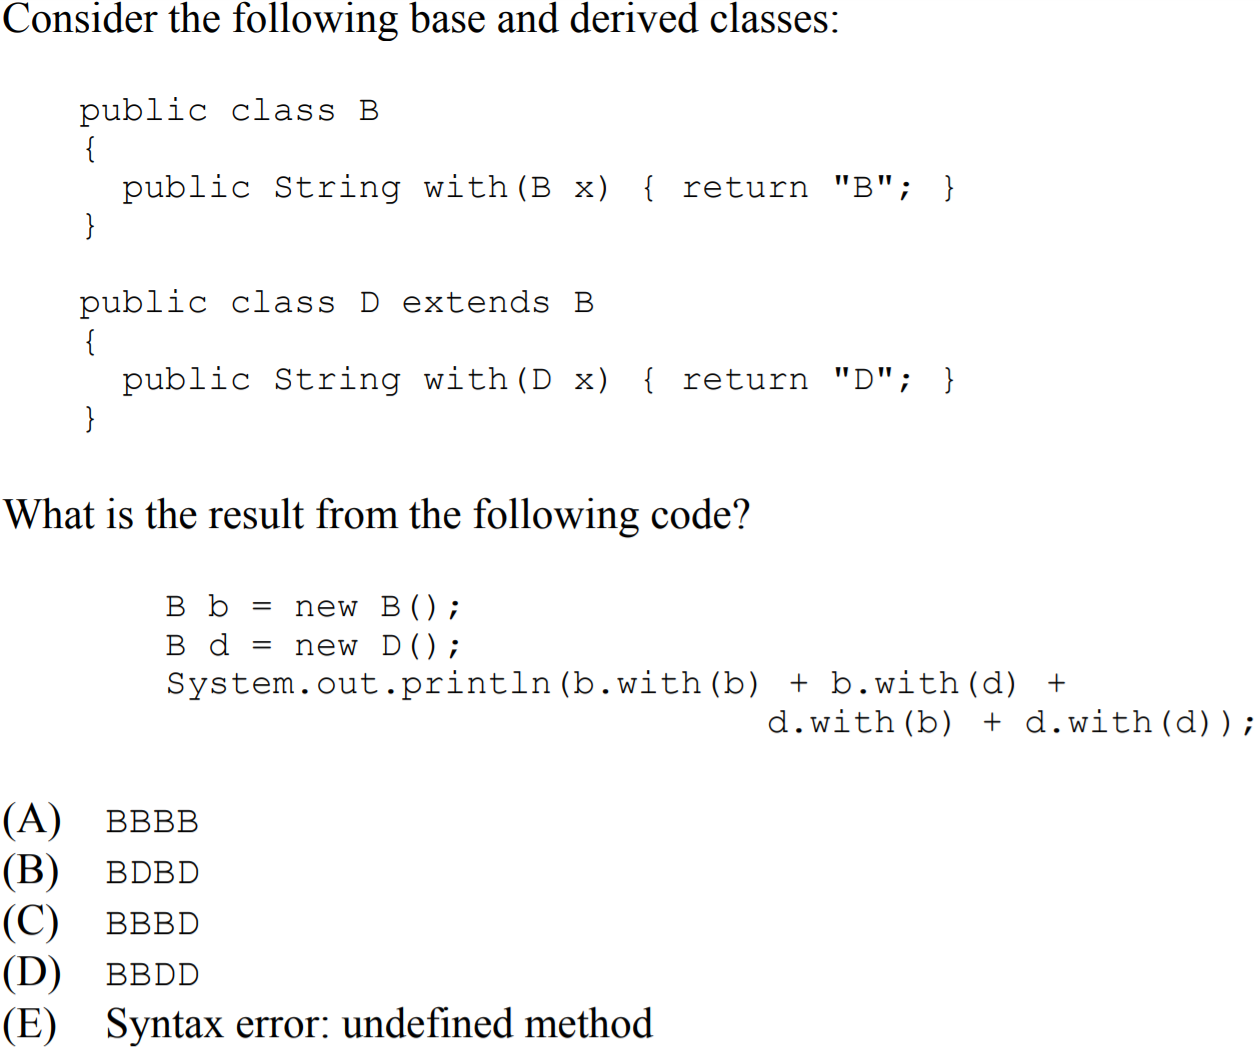 Consider the following base and derived classes:
public class B
{
  public String with(B x) { return "B"; }
}
public class D extends B
{
  public String with(D x) { return "D"; }
}
What is the result from the following code?
B b = new B();
B d = new D();
System.out.println(b.with(b) + b.with(d) +
d.with(b) + d.with(d));
(A) BBBB
(B) BDBD
(C) BBBD
(D) BBDD
(E) Syntax error: undefined method